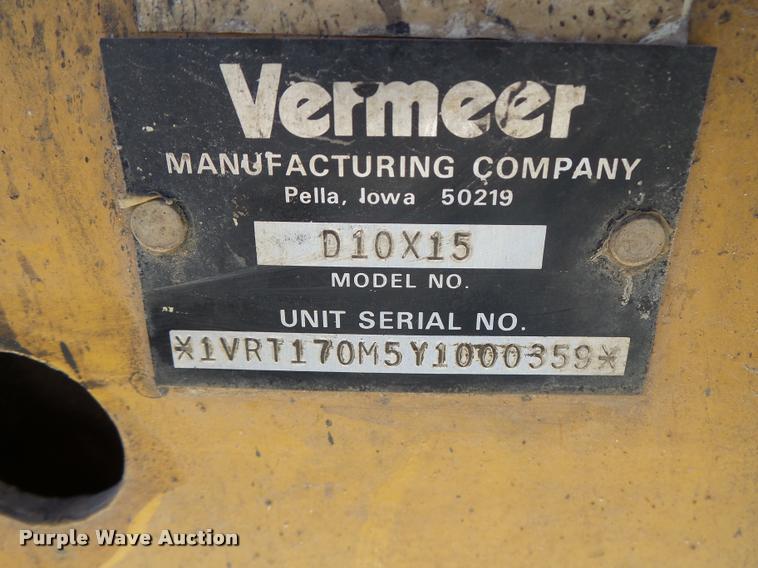 Vermeer
MANUFACTURING COMPANY
Pella, Iowa 50219
D10X15
MODEL NO.
UNIT SERIAL NO.
*1VRT170M5Y1000359*
Purple Wave Auction